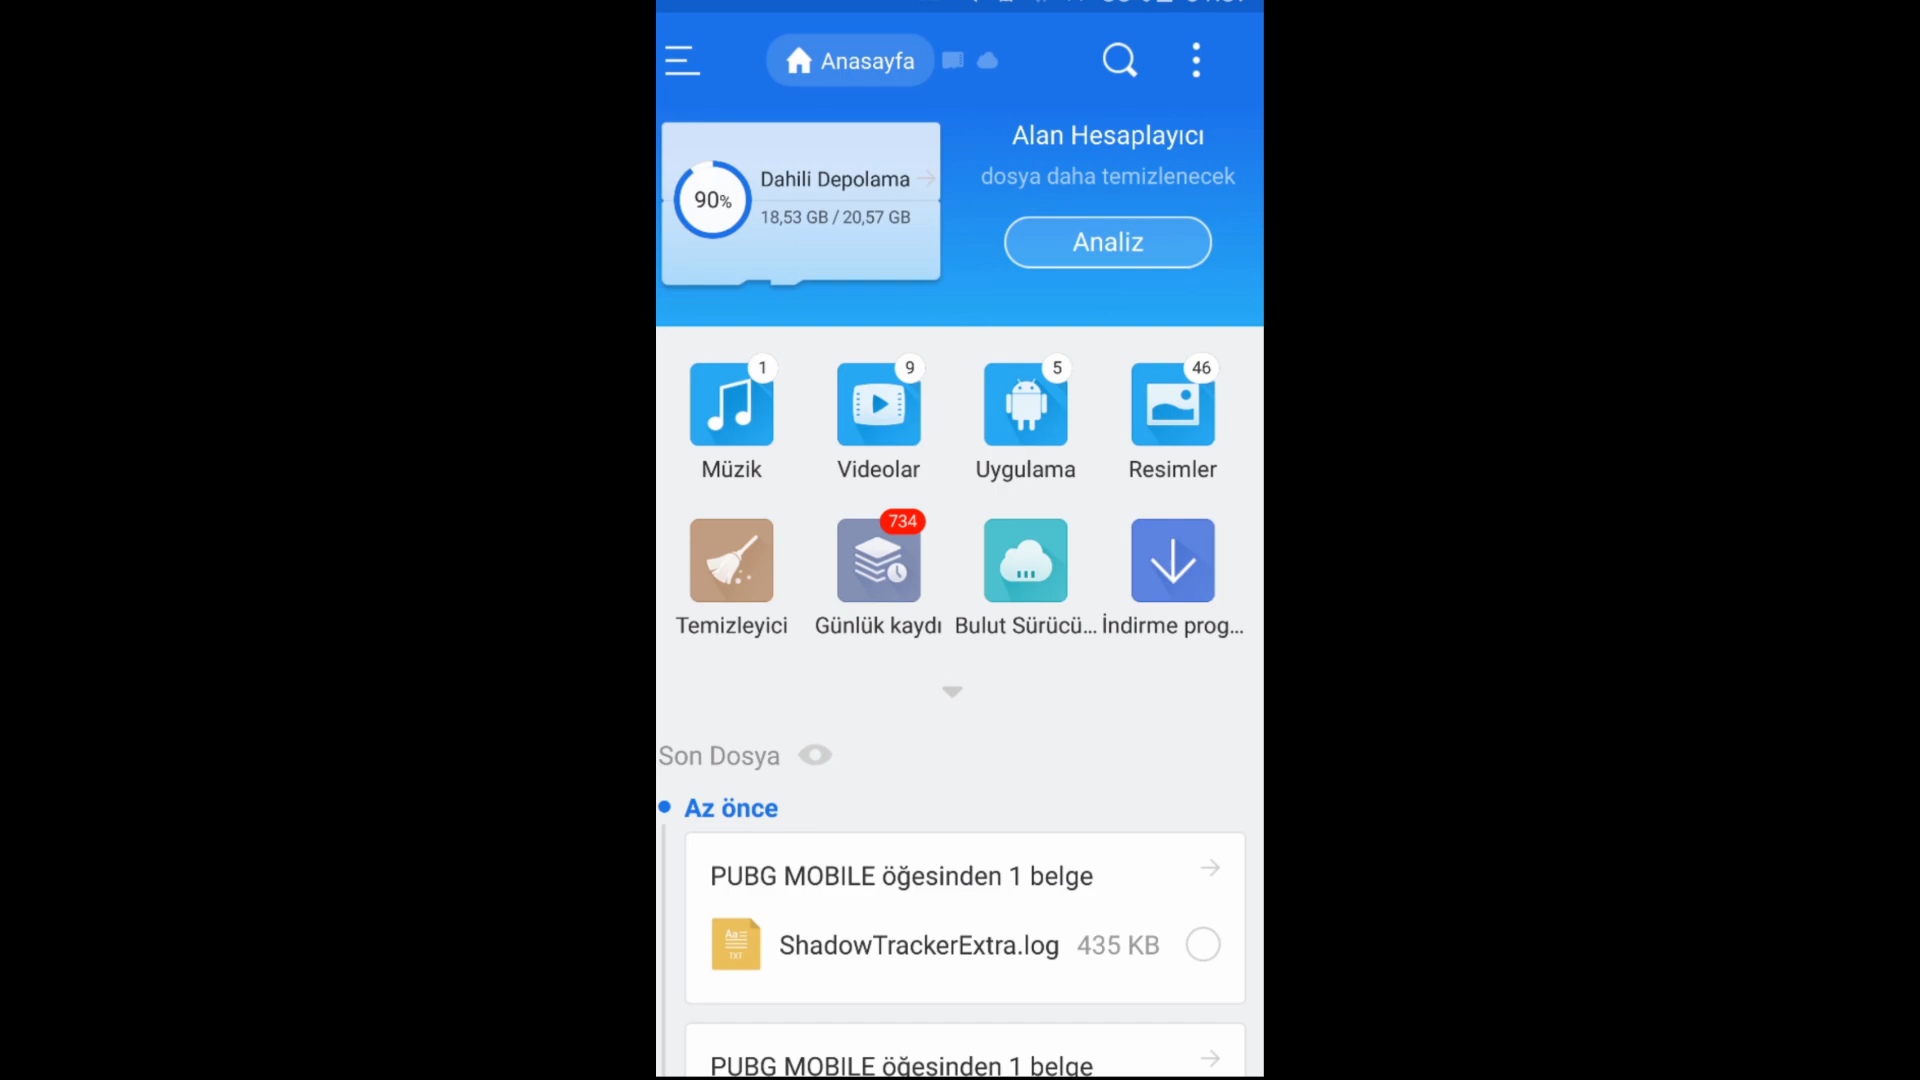 Anasayfa
Alan Hesaplayıcı
dosya daha temizlenecek
Analiz
90%
Dahili Depolama
18,53 GB / 20,57 GB
1
9
5
46
Müzik
Videolar
Uygulama
Resimler
734
Temizleyici
Günlük kaydı
Bulut Sürücü...
İndirme prog...
Son Dosya
Az önce
PUBG MOBILE öğesinden 1 belge
Aa
TXT
ShadowTrackerExtra.log 435 KB
PUBG MOBILE öğesinden 1 belge